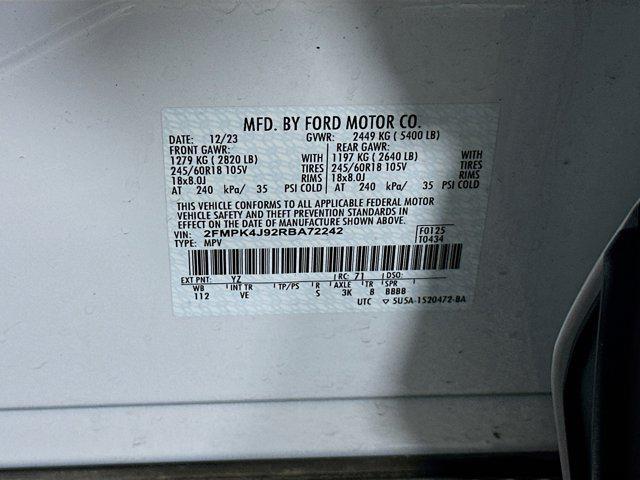 MFD. BY FORD MOTOR CO.
DATE: 12/23 GVWR: 2449 KG ( 5400 LB)
FRONT GAWR: REAR GAWR:
1279 KG ( 2820 LB) WITH 1197 KG ( 2640 LB) WITH
245/60R18 105V TIRES 245/60R18 105V TIRES
18x8.0J RIMS 18x8.0J RIMS
AT 240 kPa/ 35 PSI COLD AT 240 kPa/ 35 PSI COLD
THIS VEHICLE CONFORMS TO ALL APPLICABLE FEDERAL MOTOR
VEHICLE SAFETY AND THEFT PREVENTION STANDARDS IN
EFFECT ON THE DATE OF MANUFACTURE SHOWN ABOVE.
VIN: 2FMPK4J92RBA72242 F0125
TYPE: MPV T0434
EXT PNT: YZ RC: 71 DSO:
WB INT TR TP/PS R AXLE TR SPR
112 VE S 3K 8 BBBB
UTC ▽ 5U5A-1520472-BA